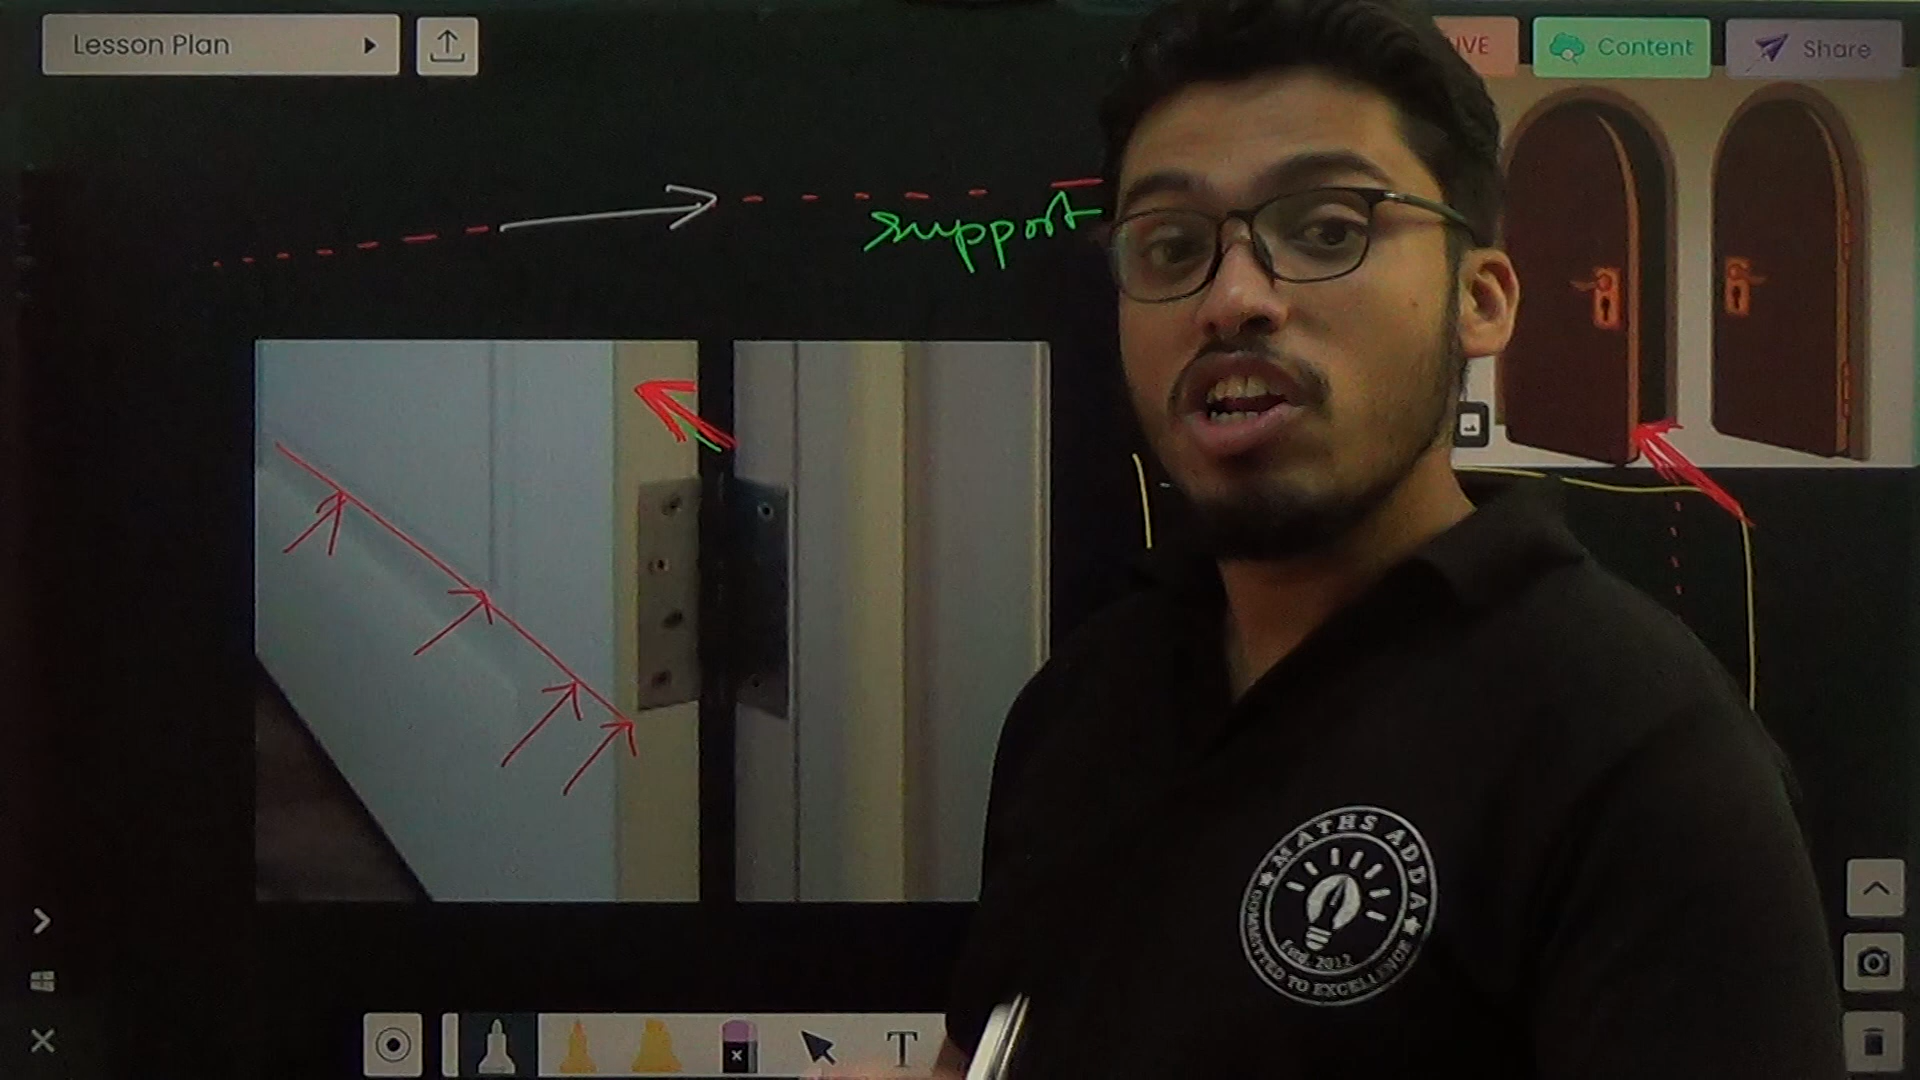 Lesson Plan
LIVE
Content
Share
support
T
MATHS ADDA
Estd. 2012
COMMITTED TO EXCELLENCE